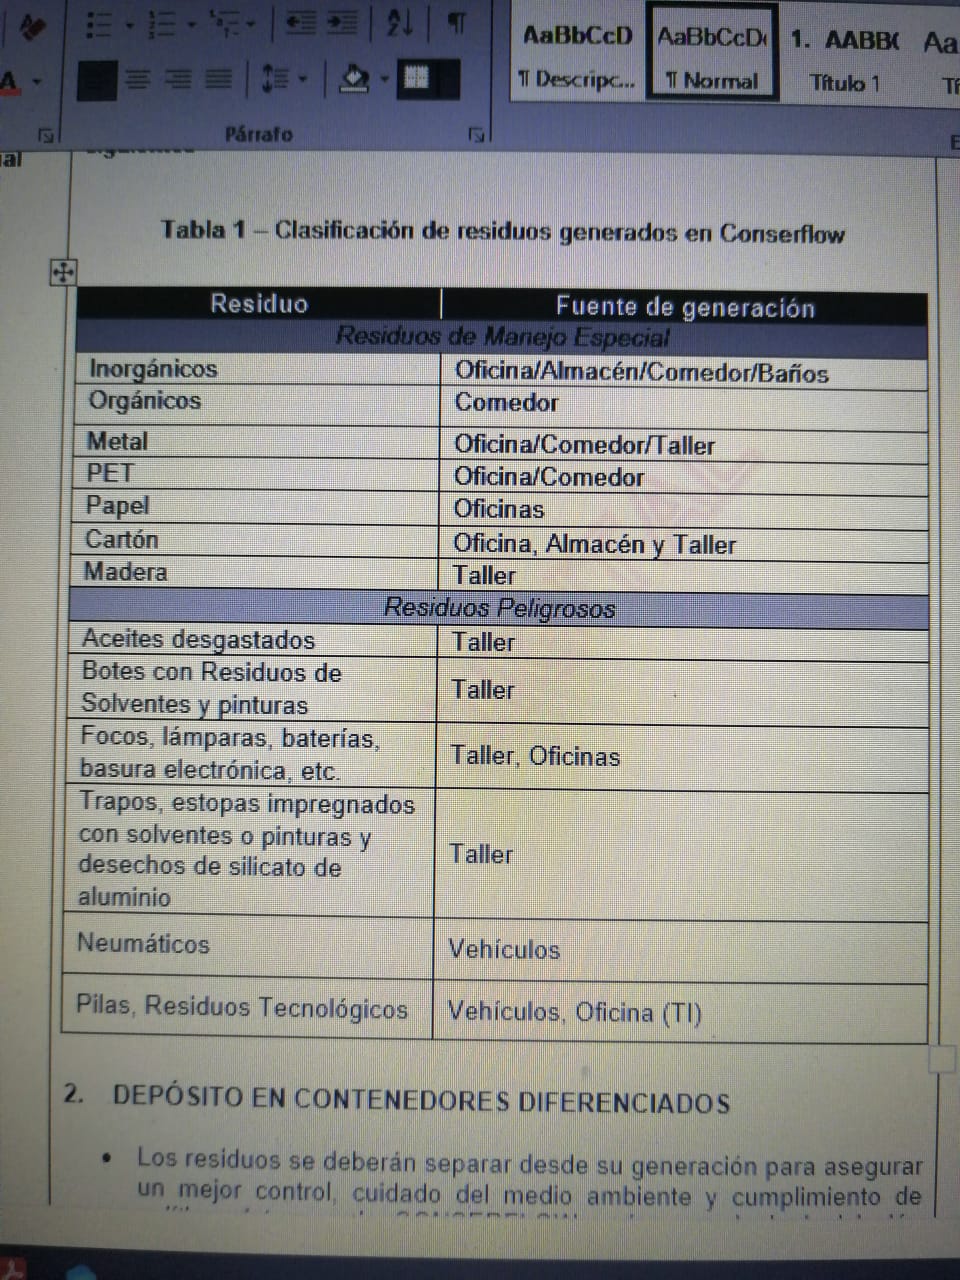 A
Párrafo
AaBbCcD
¶ Descripc...
AaBbCcD
¶ Normal
1. AABB
Título 1
Aa
al
Tabla 1 – Clasificación de residuos generados en Conserflow
Residuo Fuente de generación
Residuos de Manejo Especial
Inorgánicos Oficina/Almacén/Comedor/Baños
Orgánicos Comedor
Metal Oficina/Comedor/Taller
PET Oficina/Comedor
Papel Oficinas
Cartón Oficina, Almacén y Taller
Madera Taller
Residuos Peligrosos
Aceites desgastados Taller
Botes con Residuos de
Solventes y pinturas
Taller
Focos, lámparas, baterías,
basura electrónica, etc.
Taller, Oficinas
Trapos, estopas impregnados
con solventes o pinturas y
desechos de silicato de
aluminio
Taller
Neumáticos Vehículos
Pilas, Residuos Tecnológicos Vehículos, Oficina (TI)
2. DEPÓSITO EN CONTENEDORES DIFERENCIADOS
• Los residuos se deberán separar desde su generación para asegurar
un mejor control, cuidado del medio ambiente y cumplimiento de